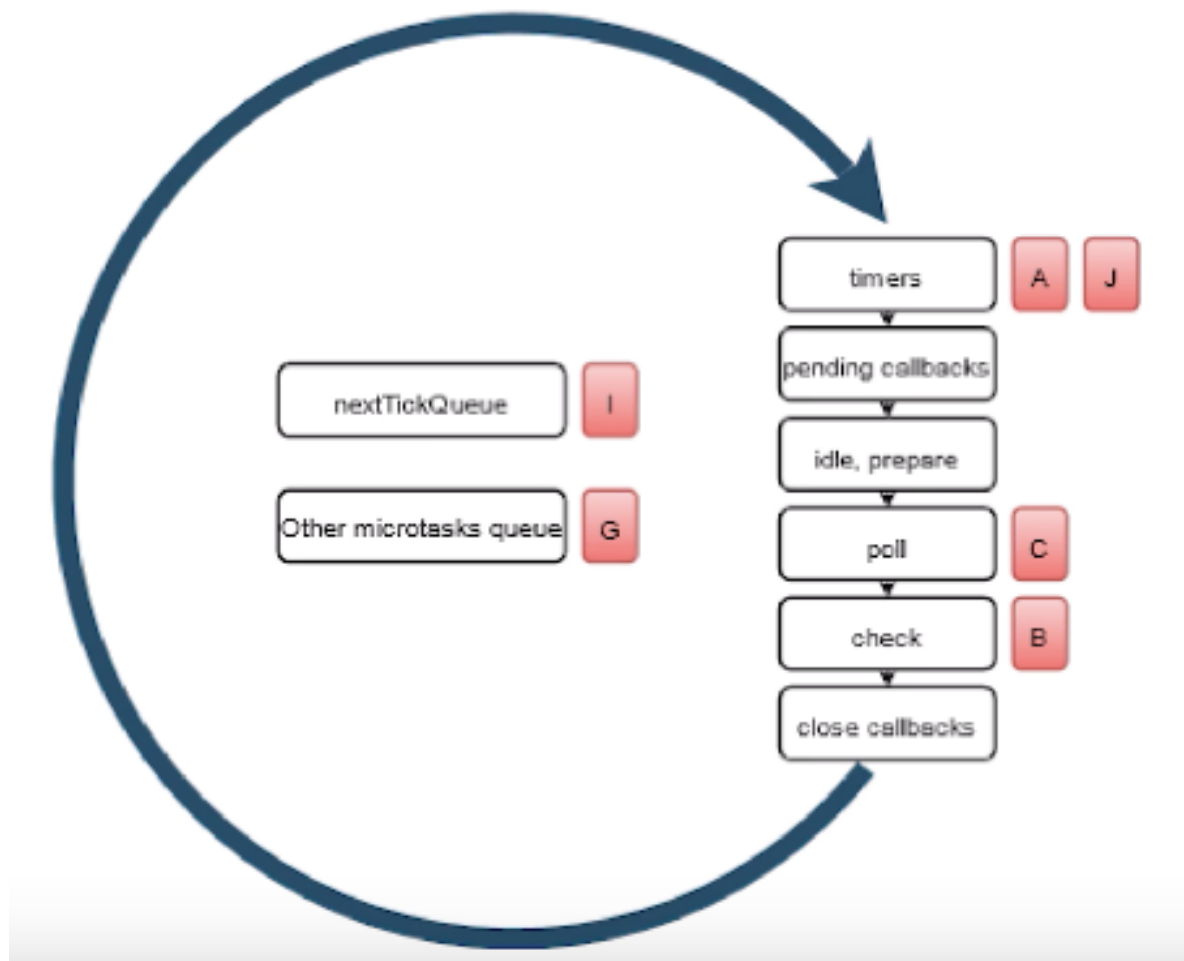 timers A J
pending callbacks
nextTickQueue I
idle, prepare
Other microtasks queue G
poll C
check B
close callbacks